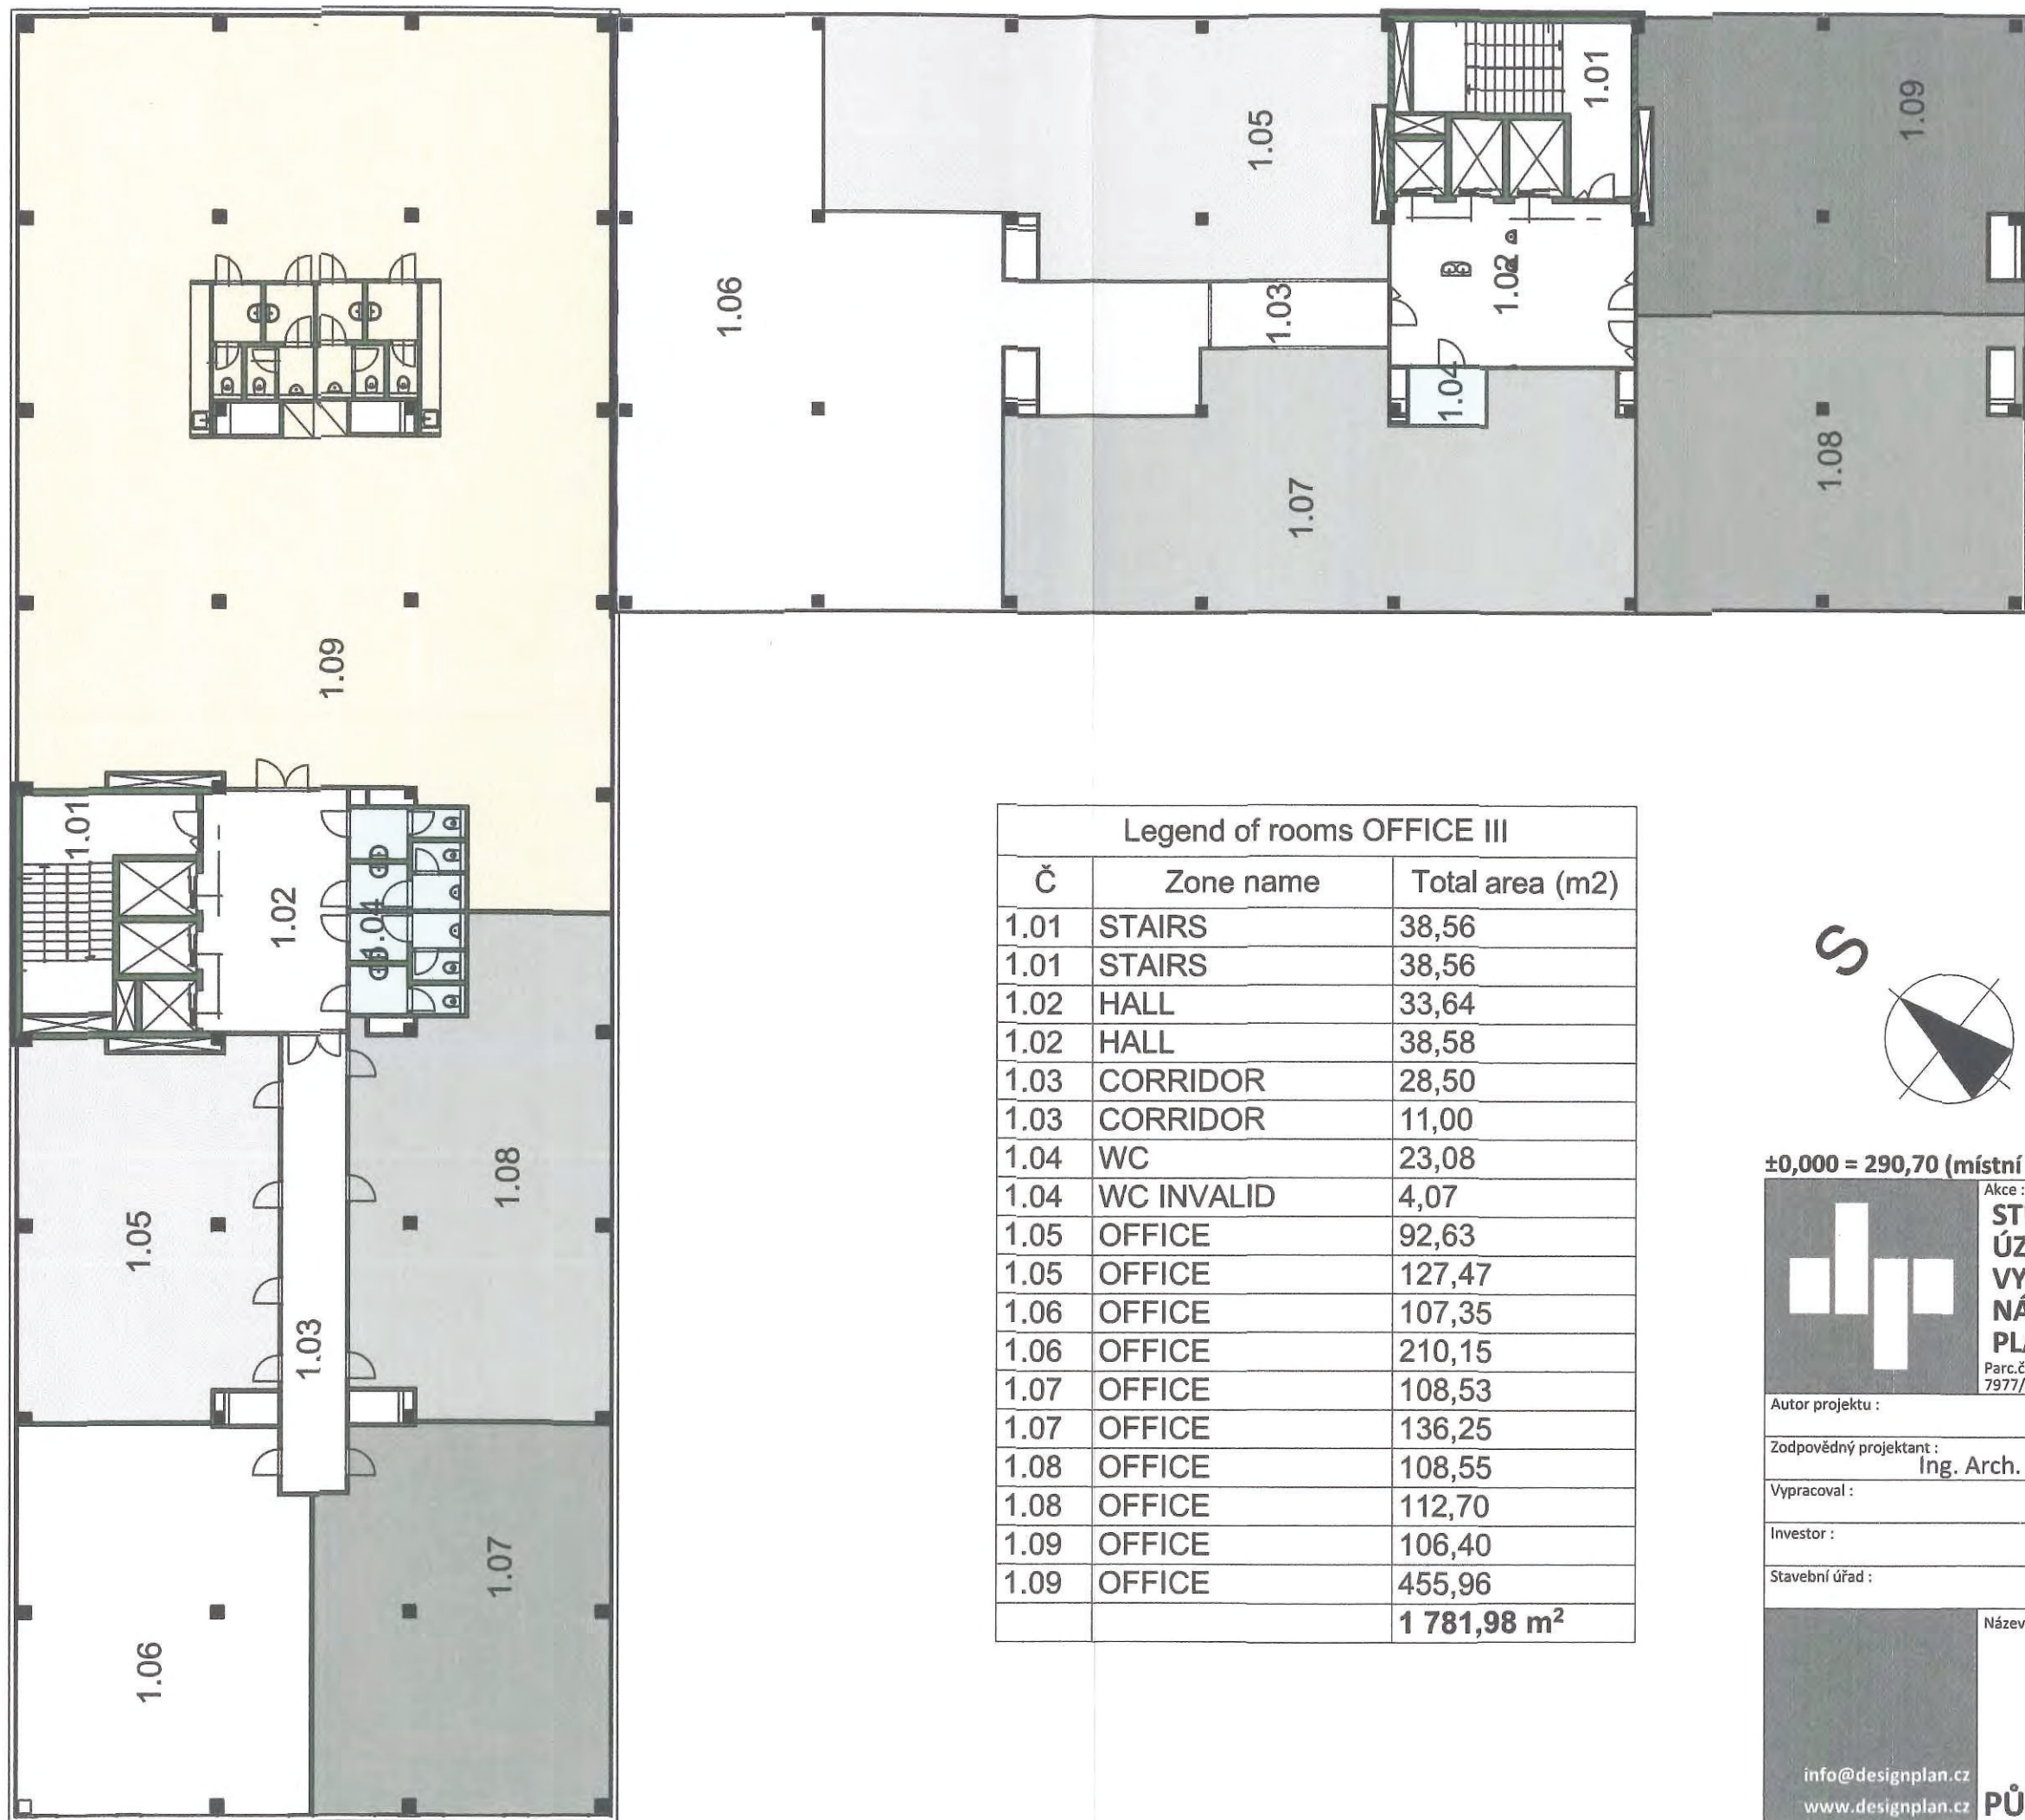 1.01
1.09
1.05
1.06
1.03
1.02
1.04
1.08
1.07
1.09
1.01
1.02
1.04
1.05
1.08
1.03
1.06
1.07
Legend of rooms OFFICE III
Č Zone name Total area (m2)
1.01 STAIRS 38,56
1.01 STAIRS 38,56
1.02 HALL 33,64
1.02 HALL 38,58
1.03 CORRIDOR 28,50
1.03 CORRIDOR 11,00
1.04 WC 23,08
1.04 WC INVALID 4,07
1.05 OFFICE 92,63
1.05 OFFICE 127,47
1.06 OFFICE 107,35
1.06 OFFICE 210,15
1.07 OFFICE 108,53
1.07 OFFICE 136,25
1.08 OFFICE 108,55
1.08 OFFICE 112,70
1.09 OFFICE 106,40
1.09 OFFICE 455,96
1 781,98 m²
S
±0,000 = 290,70 (místní
Akce :
ST
ÚZ
VY
NÁ
PL
Parc.č
7977/
Autor projektu :
Zodpovědný projektant :
Ing. Arch.
Vypracoval :
Investor :
Stavební úřad :
Název
info@designplan.cz
www.designplan.cz
PŮ